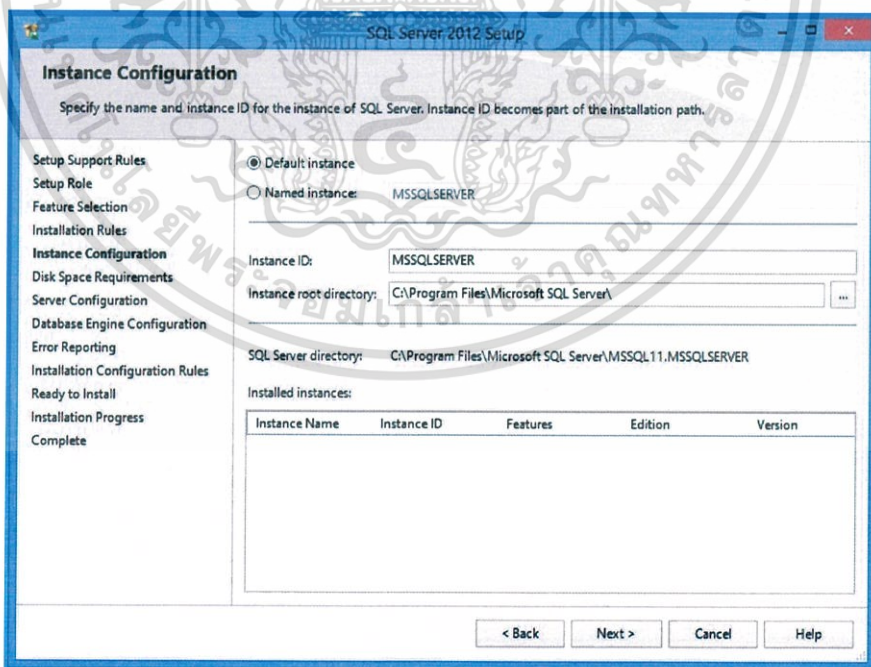 SQL Server 2012 Setup
Instance Configuration
Specify the name and instance ID for the instance of SQL Server. Instance ID becomes part of the installation path.
Setup Support Rules
Setup Role
Feature Selection
Installation Rules
Instance Configuration
Disk Space Requirements
Server Configuration
Database Engine Configuration
Error Reporting
Installation Configuration Rules
Ready to Install
Installation Progress
Complete
Default instance
Named instance: MSSQLSERVER
Instance ID: MSSQLSERVER
Instance root directory: C:\Program Files\Microsoft SQL Server\ ...
SQL Server directory: C:\Program Files\Microsoft SQL Server\MSSQL11.MSSQLSERVER
Installed instances:
Instance Name Instance ID Features Edition Version
< Back Next > Cancel Help